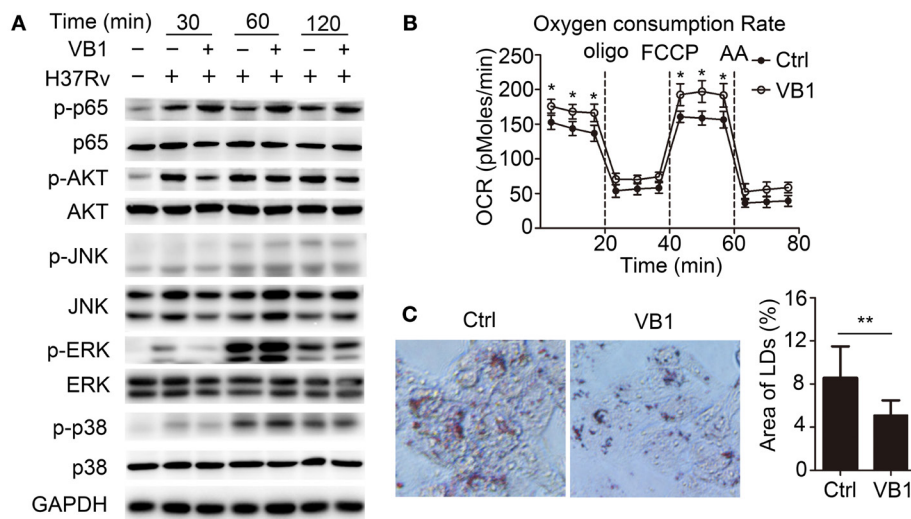 A
Time (min) 30 60 120
VB1 – – + – + – +
H37Rv – + + + + + +
p-p65
p65
p-AKT
AKT
p-JNK
JNK
p-ERK
ERK
p-p38
p38
GAPDH
B
Oxygen consumption Rate
oligo FCCP AA
Ctrl
VB1
* * * * * *
OCR (pMoles/min)
250
200
150
100
50
0
20 40 60 80
Time (min)
C
Ctrl VB1
Area of LDs (%)
16
12
8
4
0
**
Ctrl VB1